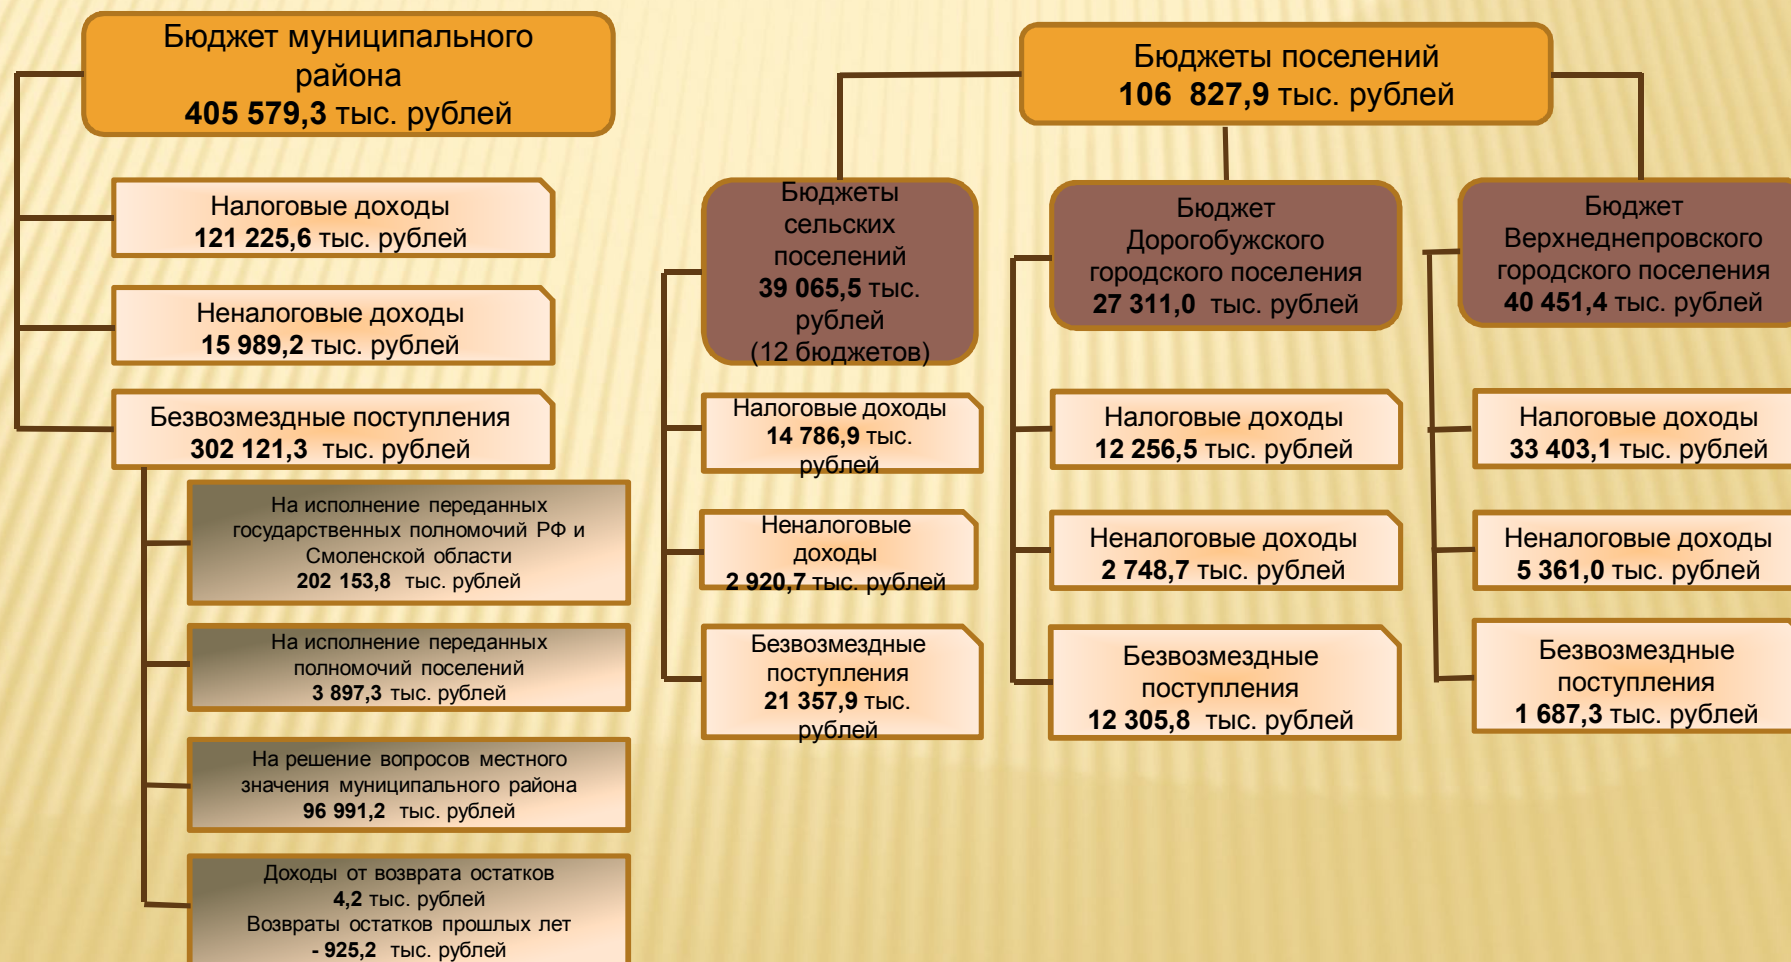 Бюджет муниципального
района
405 579,3 тыс. рублей
Налоговые доходы
121 225,6 тыс. рублей
Неналоговые доходы
15 989,2 тыс. рублей
Безвозмездные поступления
302 121,3 тыс. рублей
На исполнение переданных
государственных полномочий РФ и
Смоленской области
202 153,8 тыс. рублей
На исполнение переданных
полномочий поселений
3 897,3 тыс. рублей
На решение вопросов местного
значения муниципального района
96 991,2 тыс. рублей
Доходы от возврата остатков
4,2 тыс. рублей
Возвраты остатков прошлых лет
- 925,2 тыс. рублей
Бюджеты поселений
106 827,9 тыс. рублей
Бюджеты
сельских
поселений
39 065,5 тыс.
рублей
(12 бюджетов)
Налоговые доходы
14 786,9 тыс.
рублей
Неналоговые
доходы
2 920,7 тыс. рублей
Безвозмездные
поступления
21 357,9 тыс.
рублей
Бюджет
Дорогобужского
городского поселения
27 311,0 тыс. рублей
Налоговые доходы
12 256,5 тыс. рублей
Неналоговые доходы
2 748,7 тыс. рублей
Безвозмездные
поступления
12 305,8 тыс. рублей
Бюджет
Верхнеднепровского
городского поселения
40 451,4 тыс. рублей
Налоговые доходы
33 403,1 тыс. рублей
Неналоговые доходы
5 361,0 тыс. рублей
Безвозмездные
поступления
1 687,3 тыс. рублей